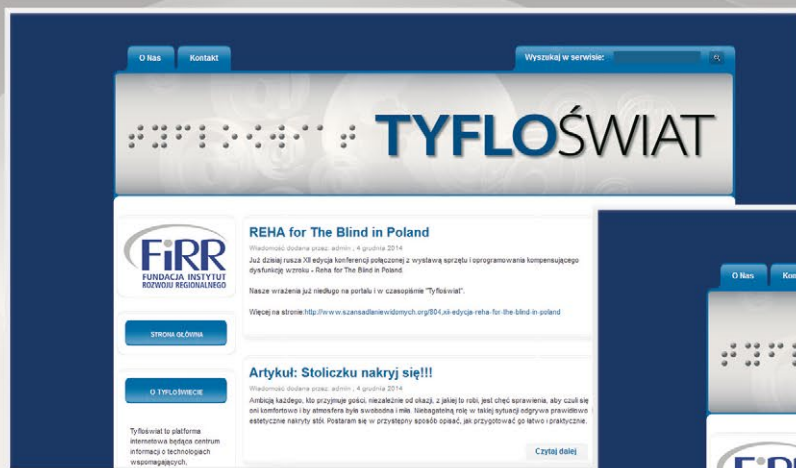 O Nas
Kontakt
Wyszukaj w serwisie:
TYFLOŚWIAT
FiRR
FUNDACJA INSTYTUT
ROZWOJU REGIONALNEGO
STRONA GŁÓWNA
O TYFLOŚWIECIE
Tyfloświat to platforma
internetowa będąca centrum
informacji o technologiach
wspomagających,
REHA for The Blind in Poland
Wiadomość dodana przez: admin ; 4 grudnia 2014
Już dzisiaj rusza XII edycja konferencji połączonej z wystawą sprzętu i oprogramowania kompensującego
dysfunkcję wzroku - Reha for The Blind in Poland.
Nasze wrażenia już niedługo na portalu i w czasopiśmie "Tyfloświat".
Więcej na stronie:http://www.szansadlaniewidomych.org/804,xii-edycja-reha-for-the-blind-in-poland
Artykuł: Stoliczku nakryj się!!!
Wiadomość dodana przez: admin ; 4 grudnia 2014
Ambicją każdego, kto przyjmuje gości, niezależnie od okazji, z jakiej to robi, jest chęć sprawienia, aby czuli się
oni komfortowo i by atmosfera była swobodna i miła. Niebagatelną rolę w takiej sytuacji odgrywa prawidłowo i
estetycznie nakryty stół. Postaram się w przystępny sposób opisać, jak przygotować go łatwo i praktycznie.
Czytaj dalej
O Nas
Kon